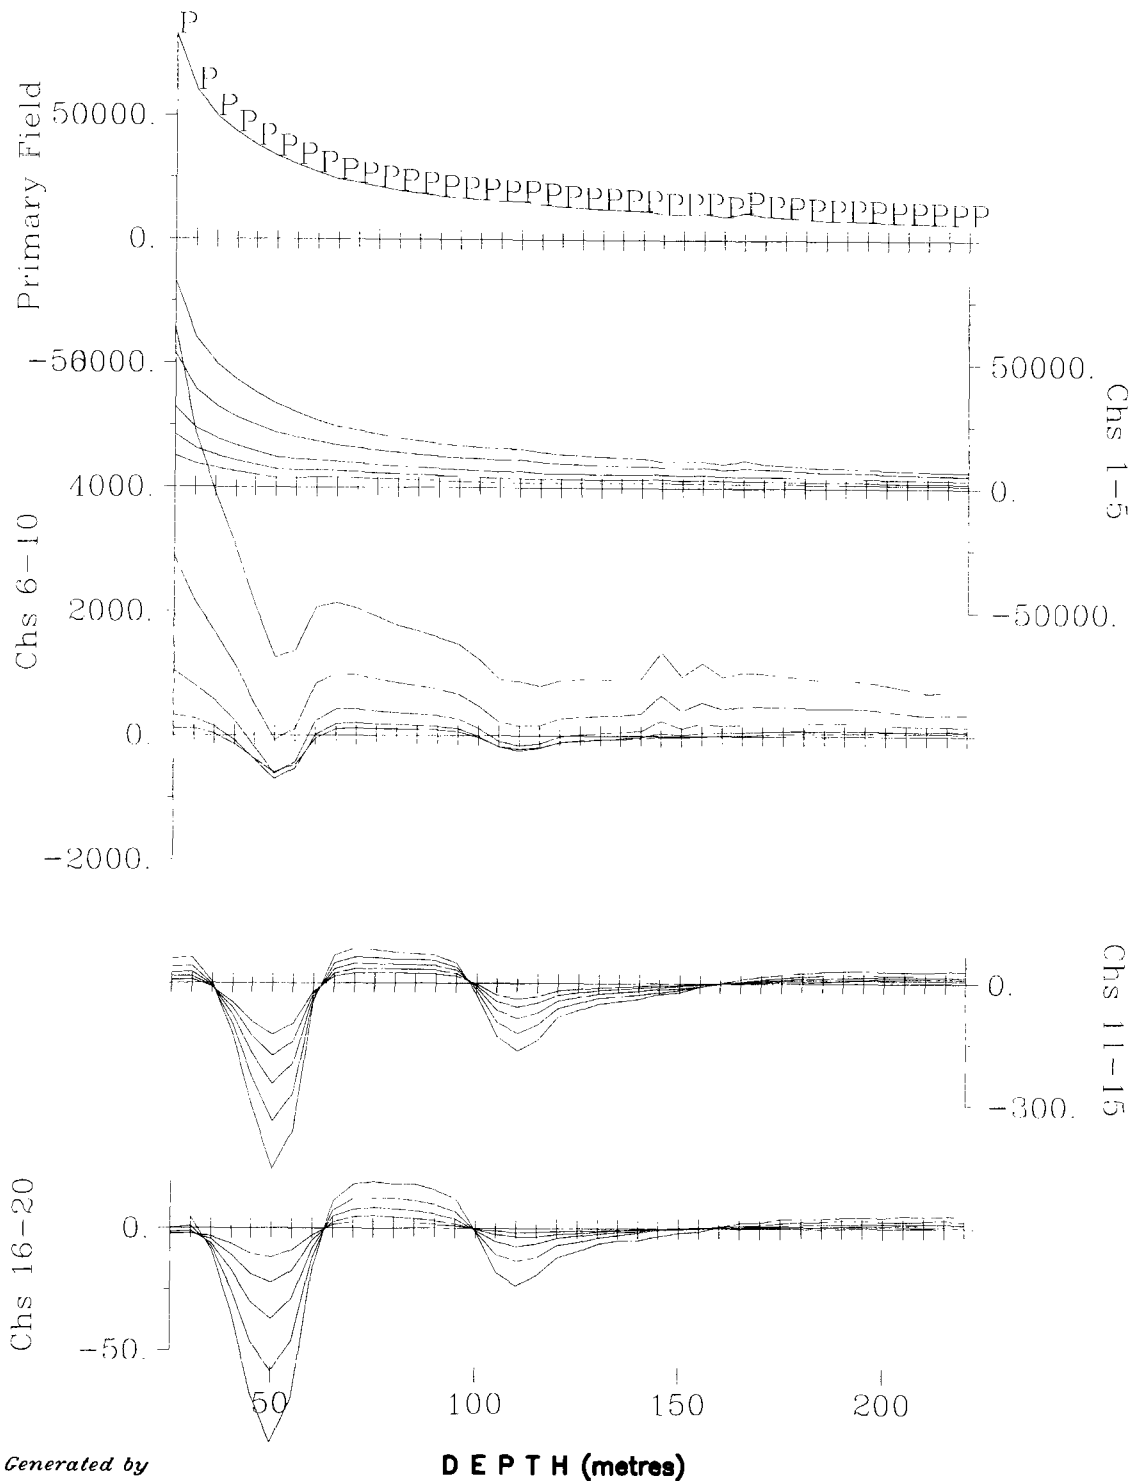 P P P P P P P P P P P P P P P P P P P P P P P P P P P P P P P P P P P P P P P P
Primary Field
50000.
0.
-50000.
50000.
0.
-50000.
Chs 1-5
Chs 6-10
4000.
2000.
0.
-2000.
0.
-300.
Chs 11-15
Chs 16-20
0.
-50.
50
100
150
200
Generated by
DEPTH (metres)